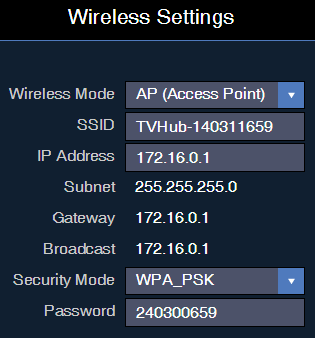 Wireless Settings
Wireless Mode AP (Access Point)
SSID TVHub-140311659
IP Address 172.16.0.1
Subnet 255.255.255.0
Gateway 172.16.0.1
Broadcast 172.16.0.1
Security Mode WPA_PSK
Password 240300659